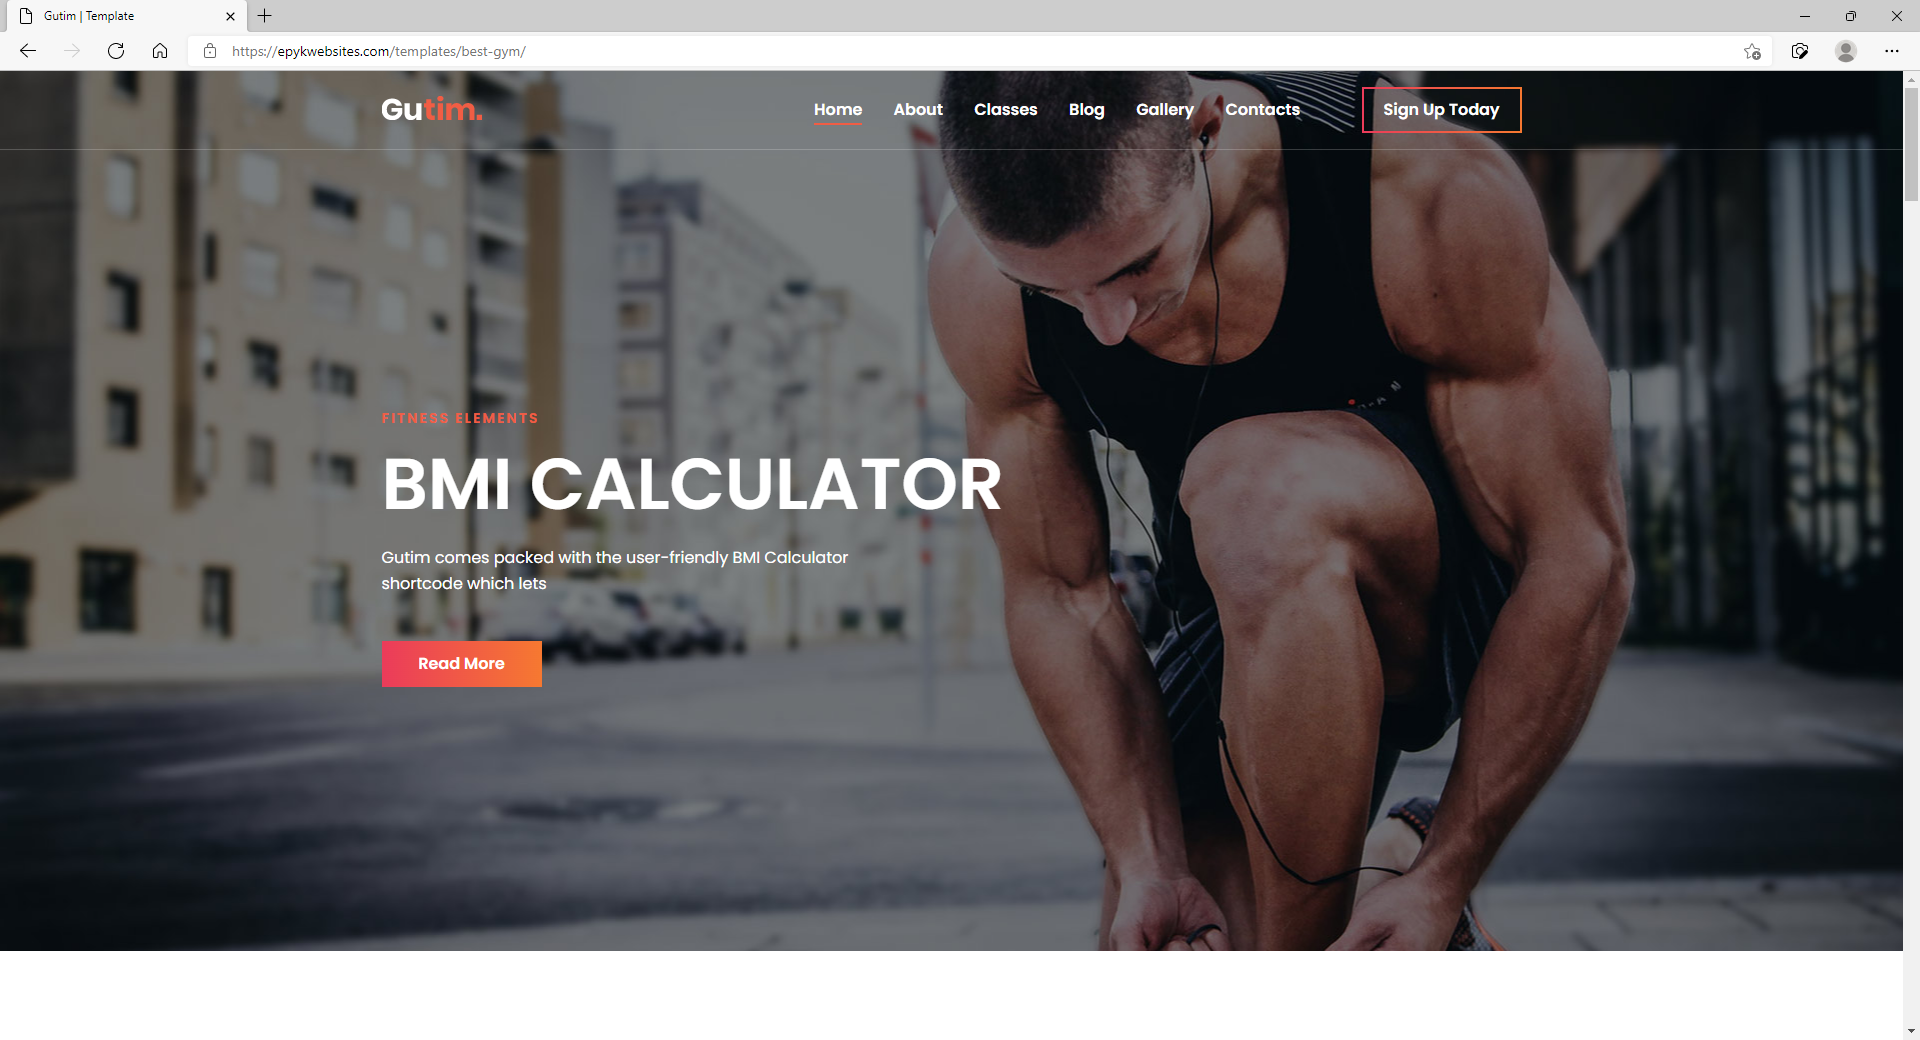 Gutim | Template
https://epykwebsites.com/templates/best-gym/
Gutim.
Home About Classes Blog Gallery Contacts Sign Up Today
FITNESS ELEMENTS
BMI CALCULATOR
Gutim comes packed with the user-friendly BMI Calculator
shortcode which lets
Read More